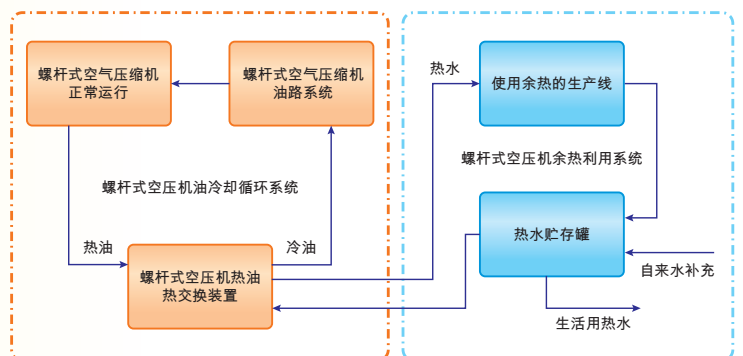 螺杆式空气压缩机
正常运行
螺杆式空气压缩机
油路系统
热水
使用余热的生产线
螺杆式空压机油冷却循环系统
螺杆式空压机余热利用系统
热油
冷油
螺杆式空压机热油
热交换装置
热水贮存罐
自来水补充
生活用热水